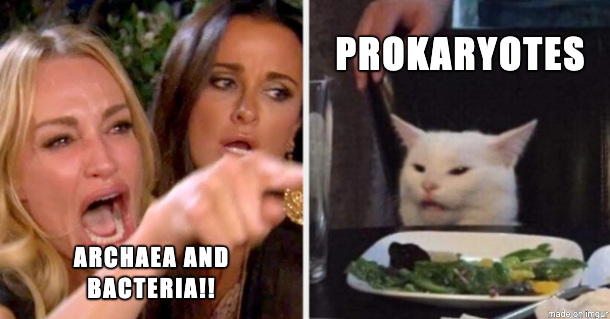 ARCHAEA AND
BACTERIA!!
PROKARYOTES
made on imgur